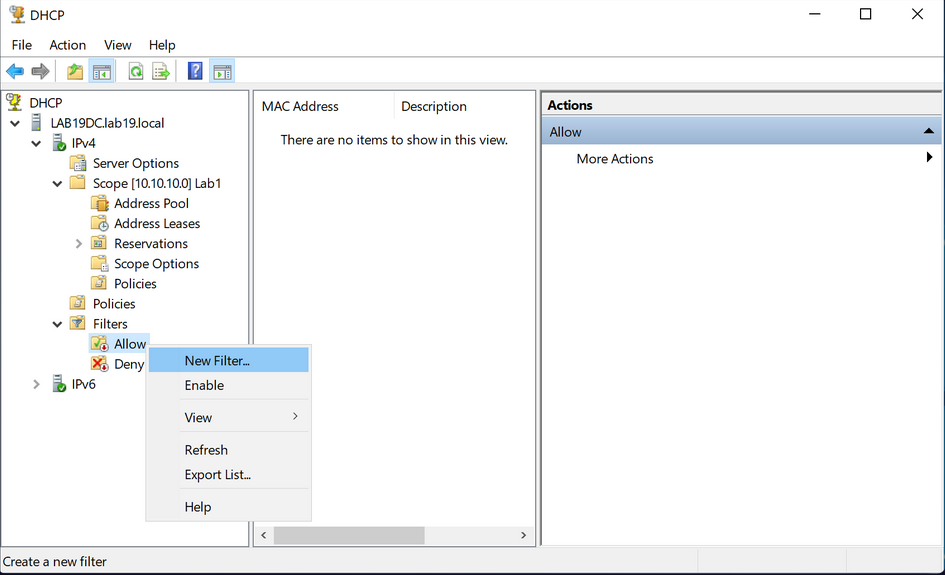 DHCP
File Action View Help
DHCP
LAB19DC.lab19.local
IPv4
Server Options
Scope [10.10.10.0] Lab1
Address Pool
Address Leases
Reservations
Scope Options
Policies
Policies
Filters
Allow
Deny
IPv6
New Filter...
Enable
View
Refresh
Export List...
Help
MAC Address Description
There are no items to show in this view.
Actions
Allow
More Actions
Create a new filter